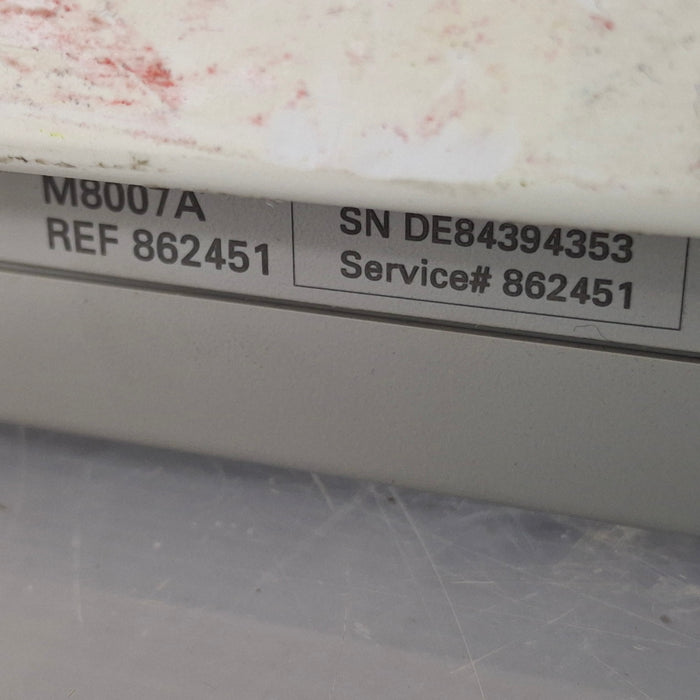 M8007A
REF 862451
SN DE84394353
Service# 862451